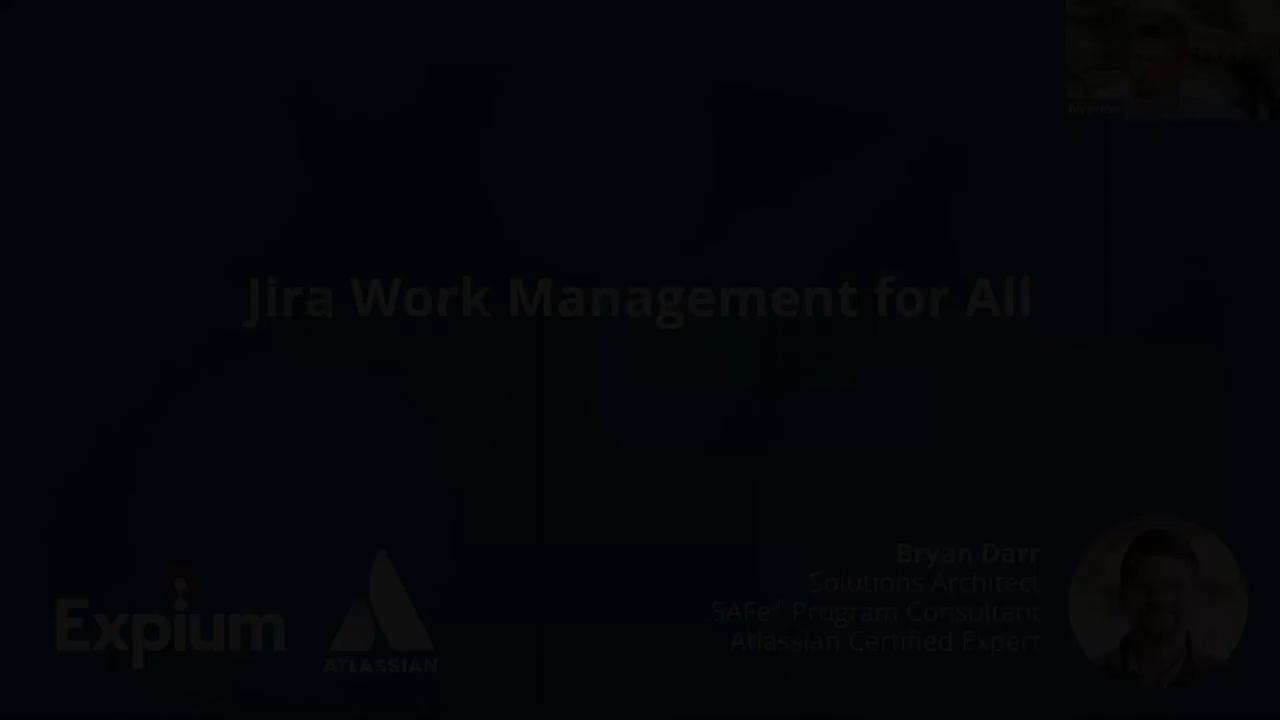 Jira Work Management for All
Bryan Darr
Solutions Architect
SAFe® Program Consultant
Atlassian Certified Expert
Expium
ATLASSIAN